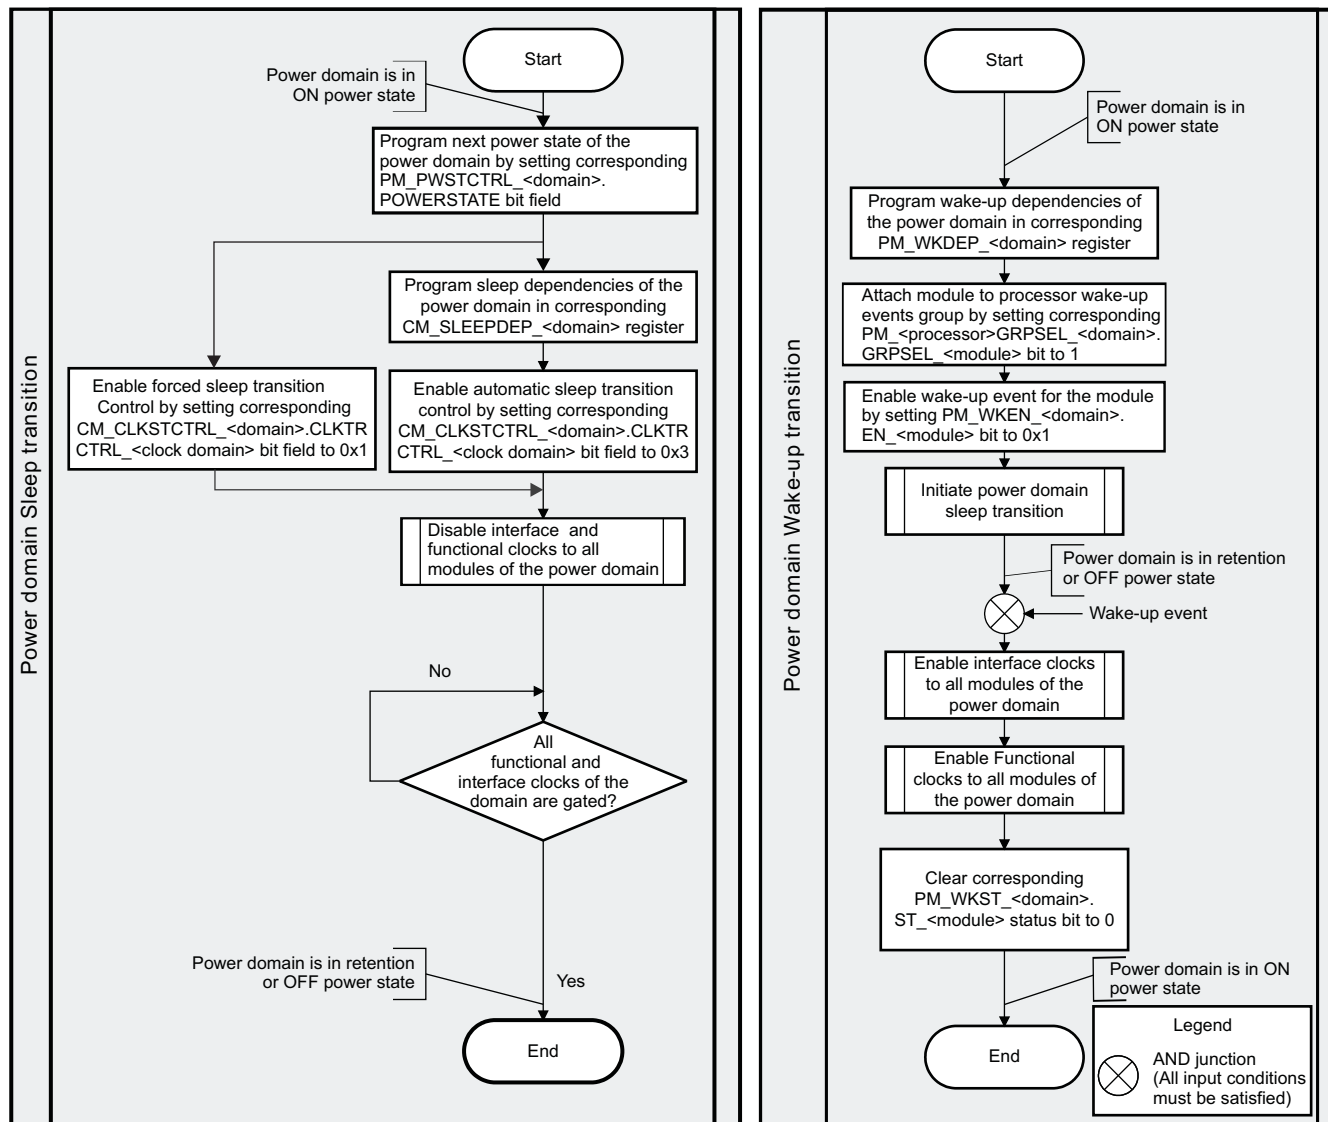 Power domain Sleep transition
Start
Power domain is in
ON power state
Program next power state of the
power domain by setting corresponding
PM_PWSTCTRL_<domain>.
POWERSTATE bit field
Program sleep dependencies of the
power domain in corresponding
CM_SLEEPDEP_<domain> register
Enable forced sleep transition
Control by setting corresponding
CM_CLKSTCTRL_<domain>.CLKTR
CTRL_<clock domain> bit field to 0x1
Enable automatic sleep transition
control by setting corresponding
CM_CLKSTCTRL_<domain>.CLKTR
CTRL_<clock domain> bit field to 0x3
Disable interface and
functional clocks to all
modules of the power domain
No
All
functional and
interface clocks of the
domain are gated?
Power domain is in retention
or OFF power state
Yes
End
Power domain Wake-up transition
Start
Power domain is in
ON power state
Program wake-up dependencies of
the power domain in corresponding
PM_WKDEP_<domain> register
Attach module to processor wake-up
events group by setting corresponding
PM_<processor>GRPSEL_<domain>.
GRPSEL_<module> bit to 1
Enable wake-up event for the module
by setting PM_WKEN_<domain>.
EN_<module> bit to 0x1
Initiate power domain
sleep transition
Power domain is in retention
or OFF power state
Wake-up event
Enable interface clocks
to all modules of the
power domain
Enable Functional
clocks to all modules of
the power domain
Clear corresponding
PM_WKST_<domain>.
ST_<module> status bit to 0
Power domain is in ON
power state
End
Legend
AND junction
(All input conditions
must be satisfied)